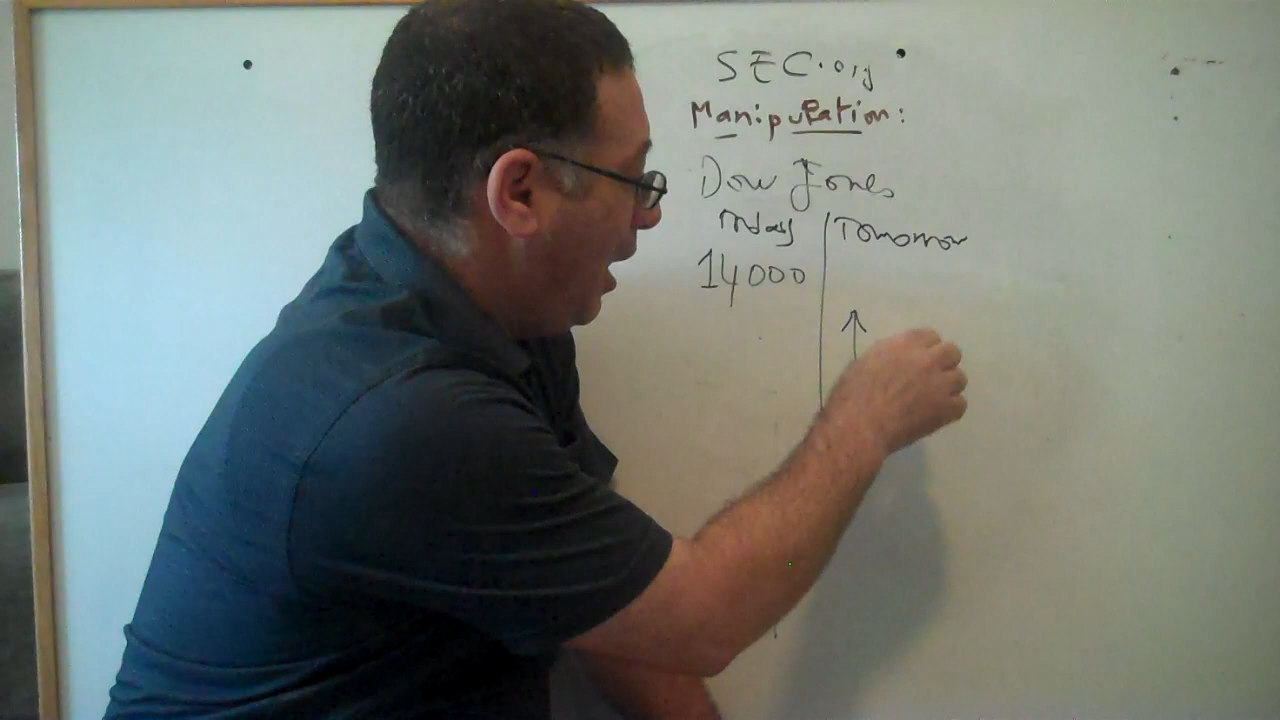 SEC.org
Manipulation:
Dow Jones
Today | Tomorrow
14000